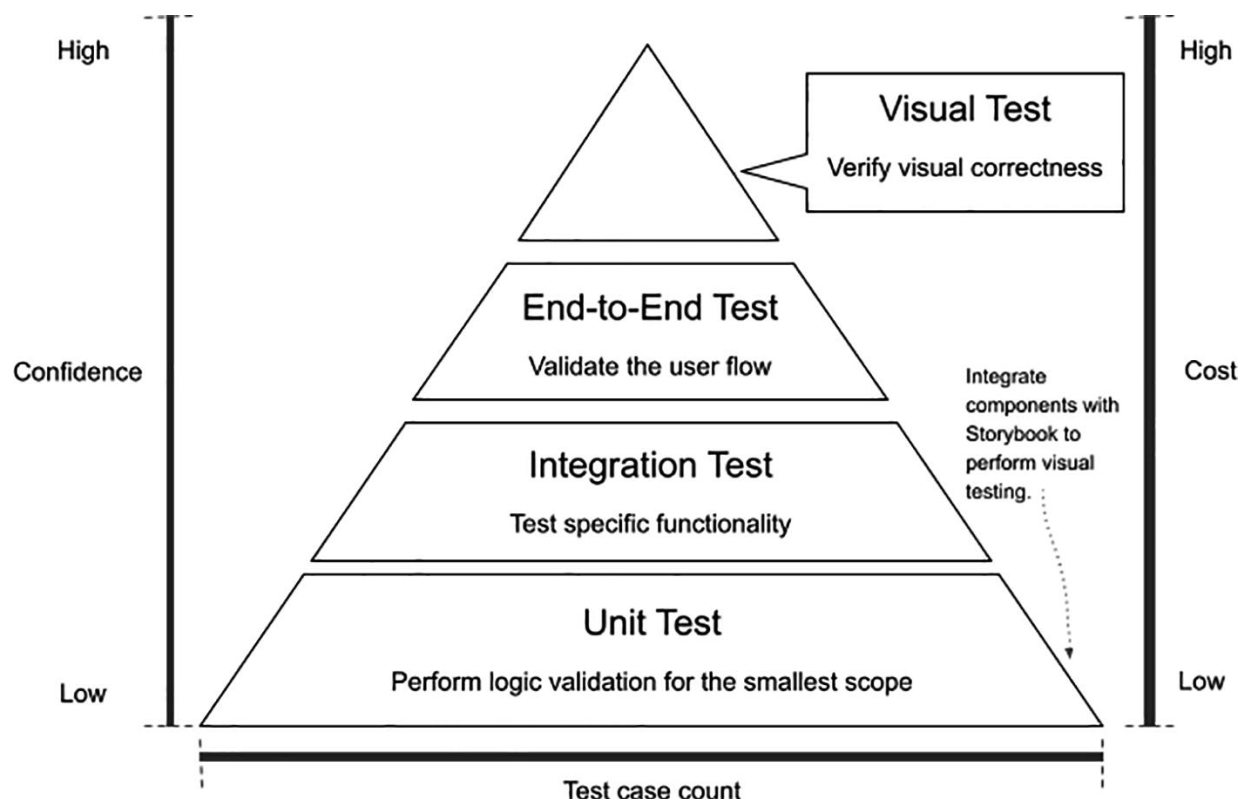 High
High
Visual Test
Verify visual correctness
End-to-End Test
Validate the user flow
Confidence
Cost
Integrate
components with
Storybook to
perform visual
testing.
Integration Test
Test specific functionality
Unit Test
Perform logic validation for the smallest scope
Low
Low
Test case count